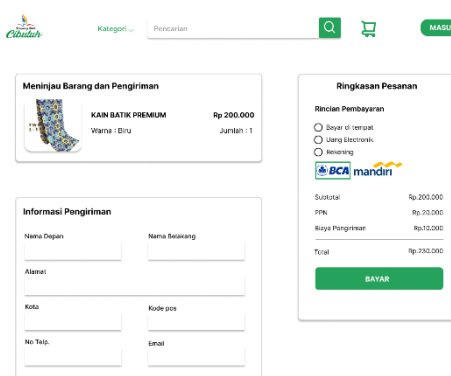 Cibuluh
Kategori
Pencarian
MASU
Meninjau Barang dan Pengiriman
KAIN BATIK PREMIUM
Rp 200.000
Warna : Biru
Jumlah : 1
Informasi Pengiriman
Nama Depan
Nama Belakang
Alamat
Kota
Kode pos
No Telp.
Email
Ringkasan Pesanan
Rincian Pembayaran
Bayar di tempat
Uang Electronik
Rekening
BCA mandiri
Subtotal
Rp.200.000
PPN
Rp.20.000
Biaya Pengiriman
Rp.10.000
Total
Rp.230.000
BAYAR